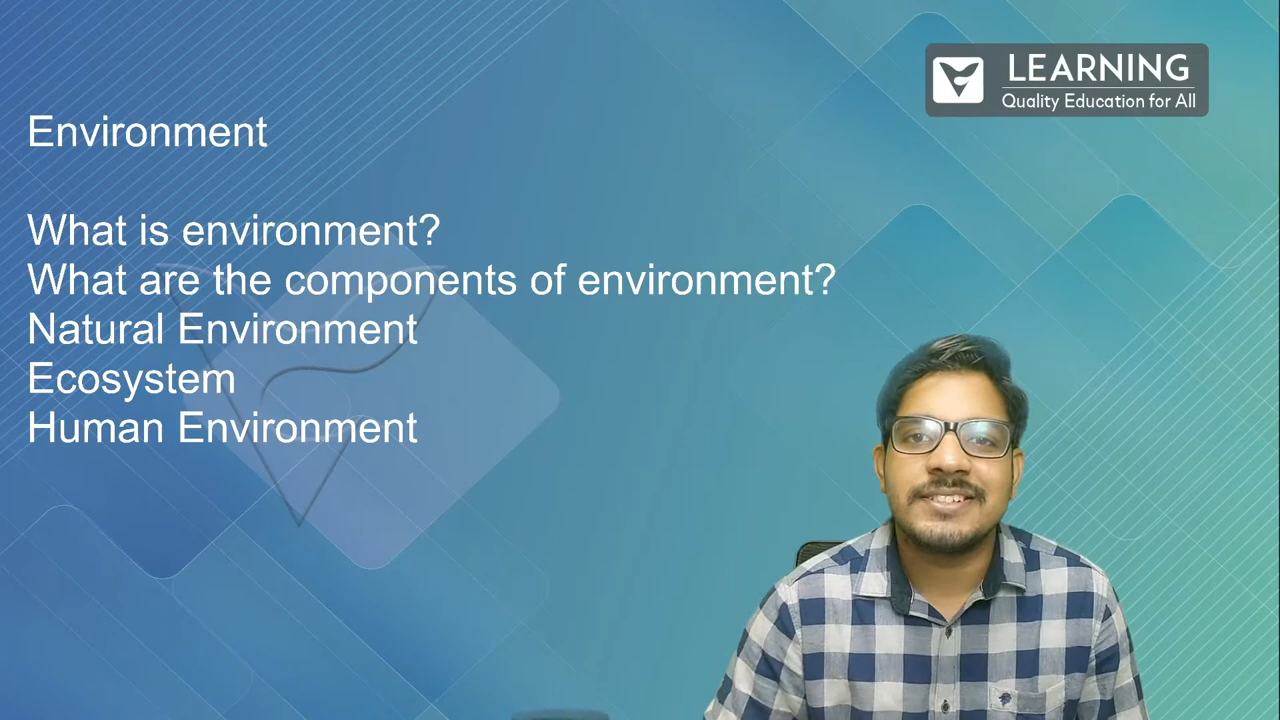 LEARNING
Quality Education for All
Environment
What is environment?
What are the components of environment?
Natural Environment
Ecosystem
Human Environment